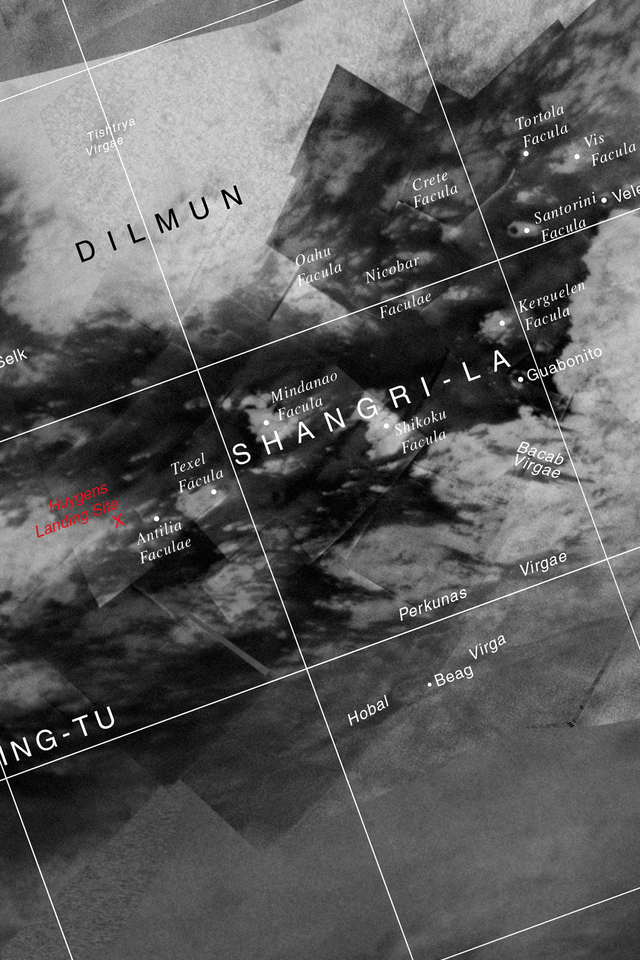 Tishtrya
Virgae
DILMUN
Tortola
Facula
Vis
Facula
Crete
Facula
Santorini
Facula
Vele
Oahu
Facula
Nicobar
Faculae
Kerguelen
Facula
Selk
SHANGRI-LA
Guabonito
Mindanao
Facula
Shikoku
Facula
Bacab
Virgae
Texel
Facula
Huygens
Landing Site
X
Antilia
Faculae
Perkunas
Virgae
Hobal
Virga
Beag
ING-TU